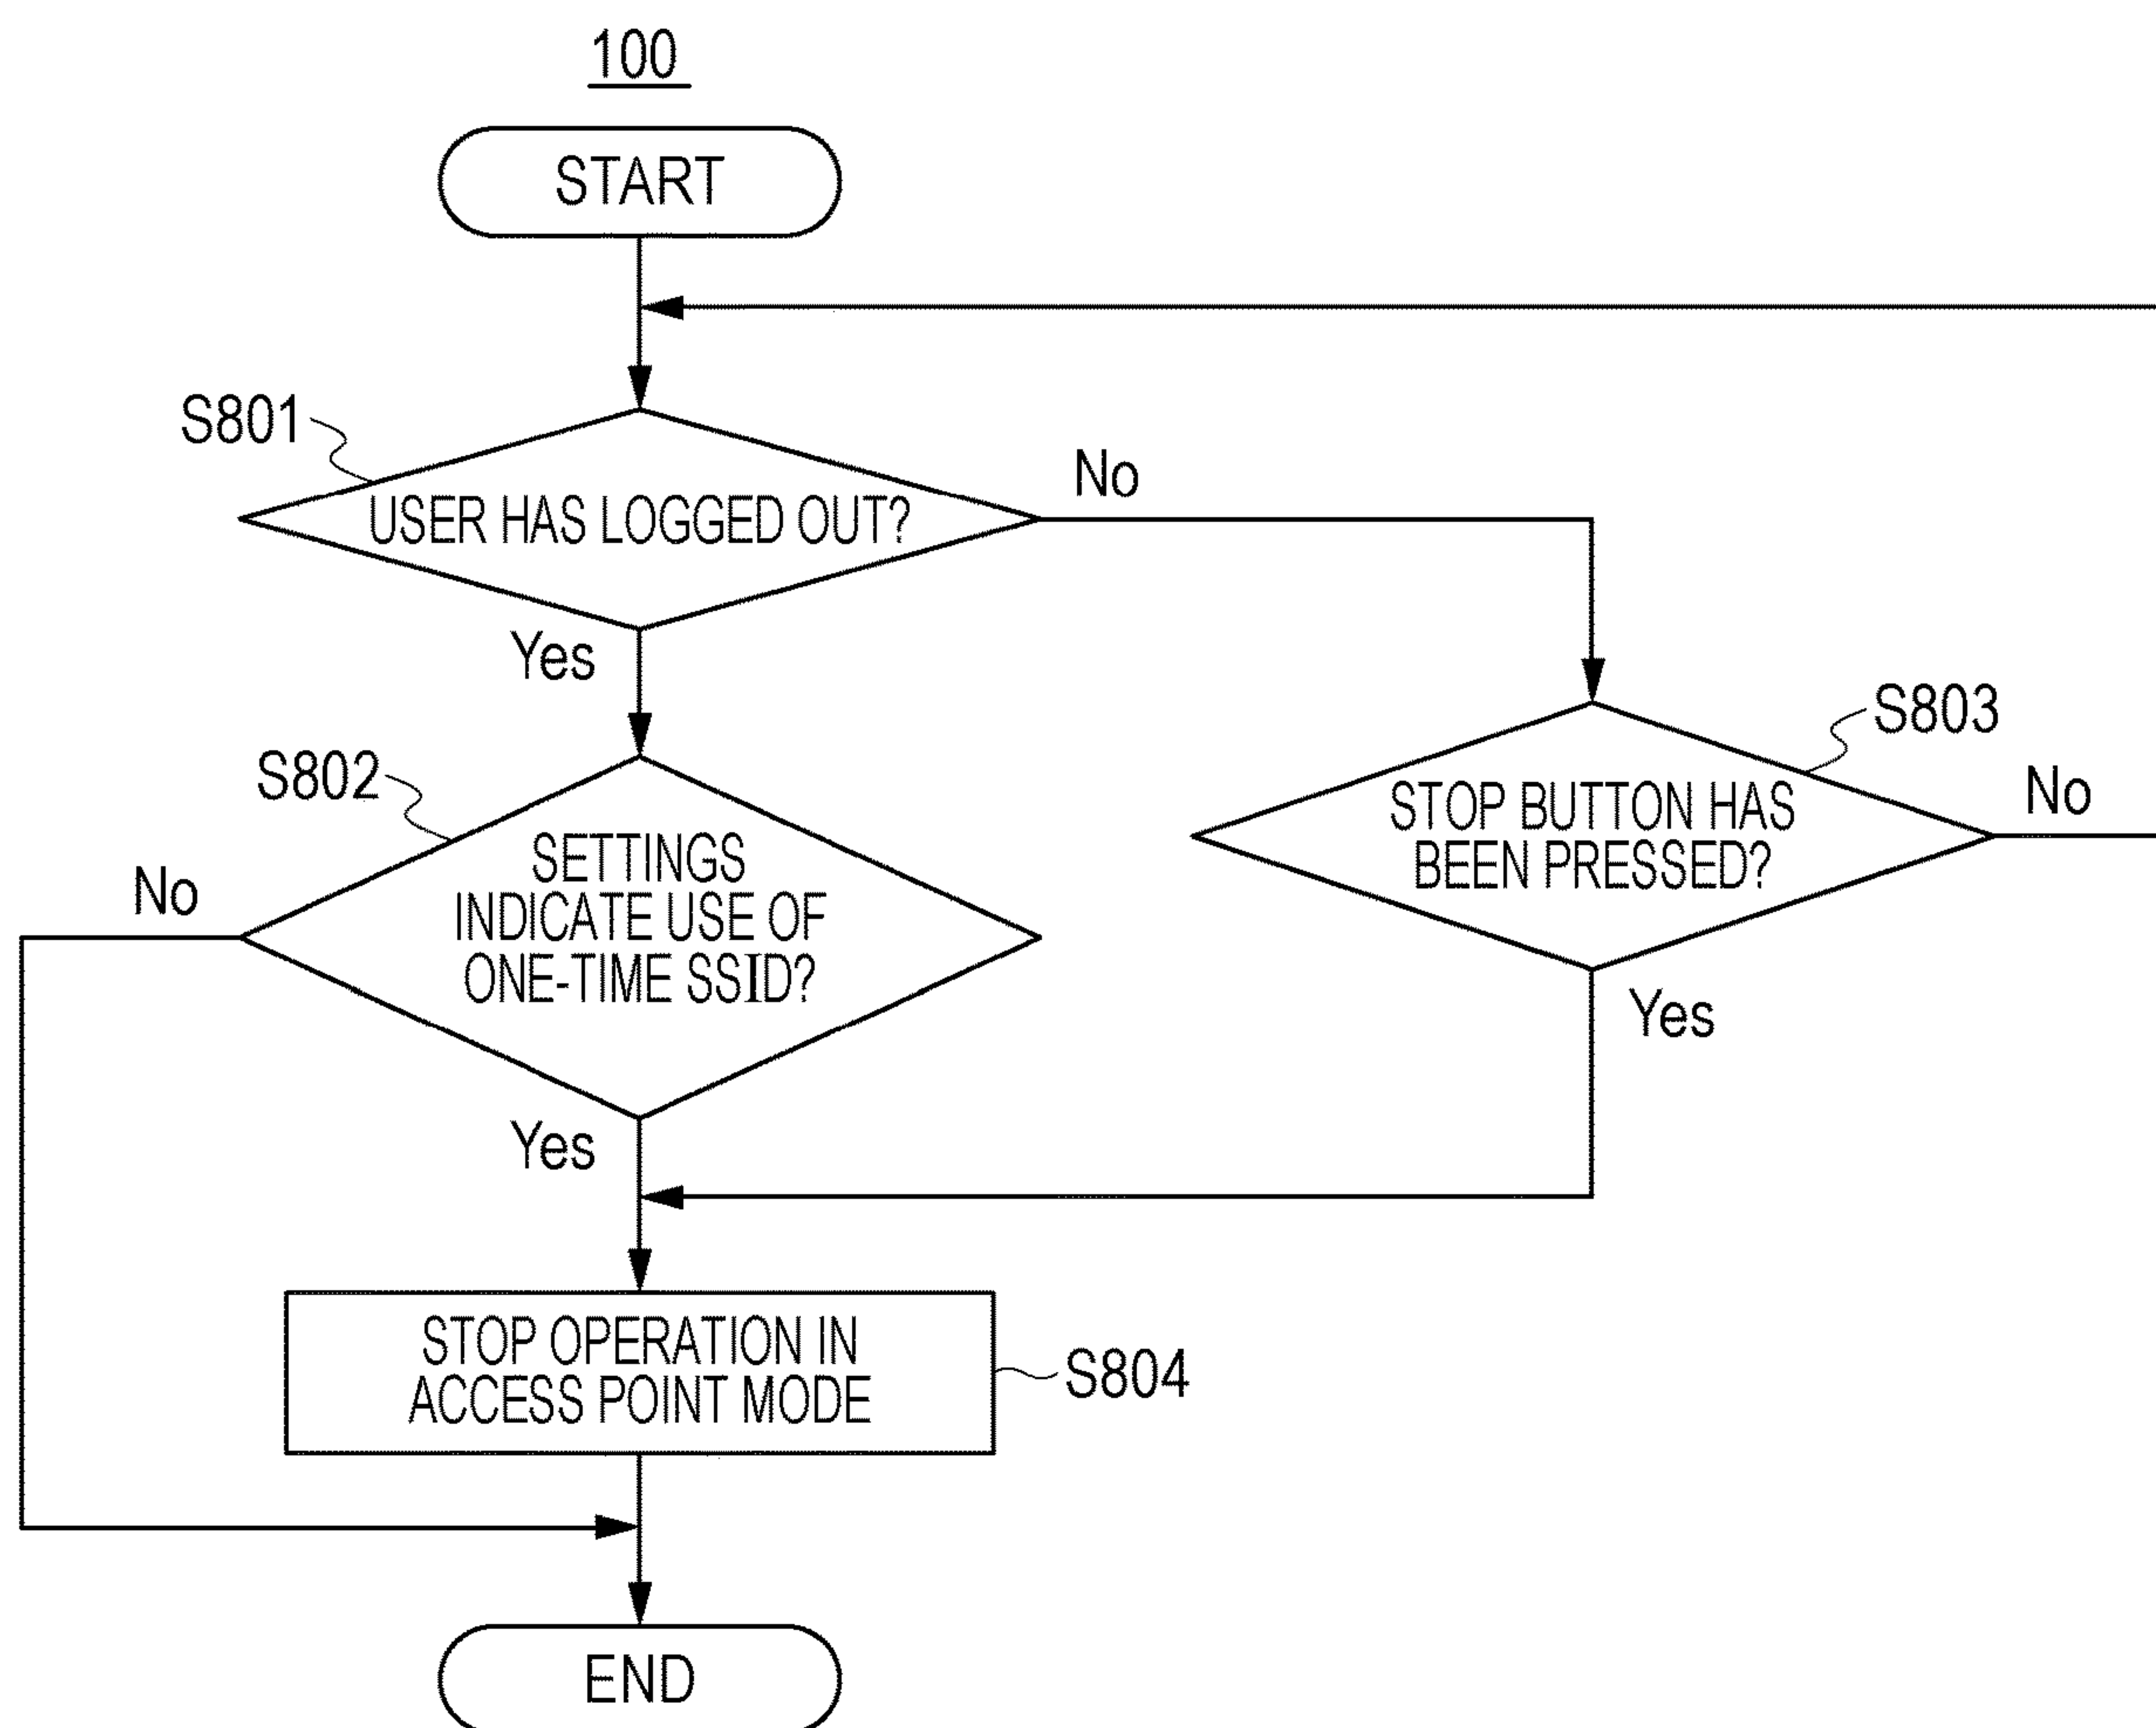 100
START
S801
USER HAS LOGGED OUT?
No
Yes
S802
SETTINGS
INDICATE USE OF
ONE-TIME SSID?
No
Yes
S803
STOP BUTTON HAS
BEEN PRESSED?
No
Yes
STOP OPERATION IN
ACCESS POINT MODE
S804
END